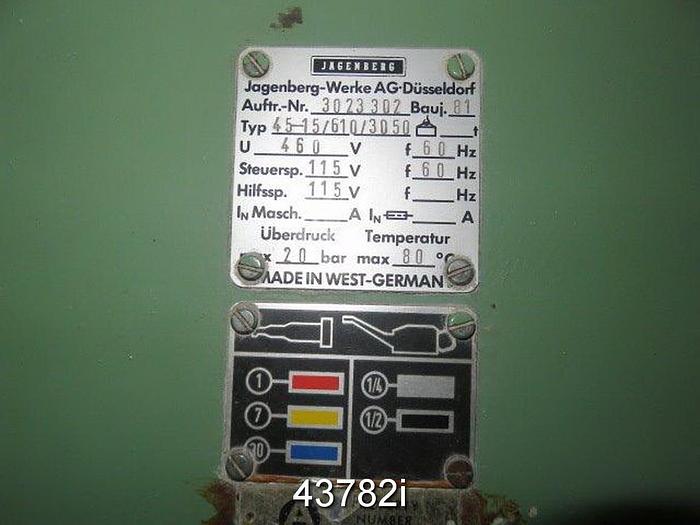 JAGENBERG
Jagenberg-Werke AG·Düsseldorf
Auftr.-Nr. 3023302 Bauj. 81
Typ 45-15/610/3050 t
U 460 V f 60 Hz
Steuersp. 115 V f 60 Hz
Hilfssp. 115 V f Hz
IN Masch. A IN A
Überdruck Temperatur
max 20 bar max 80 °C
MADE IN WEST-GERMAN
1 1/4
7 1/2
30
43782i
NUMBER